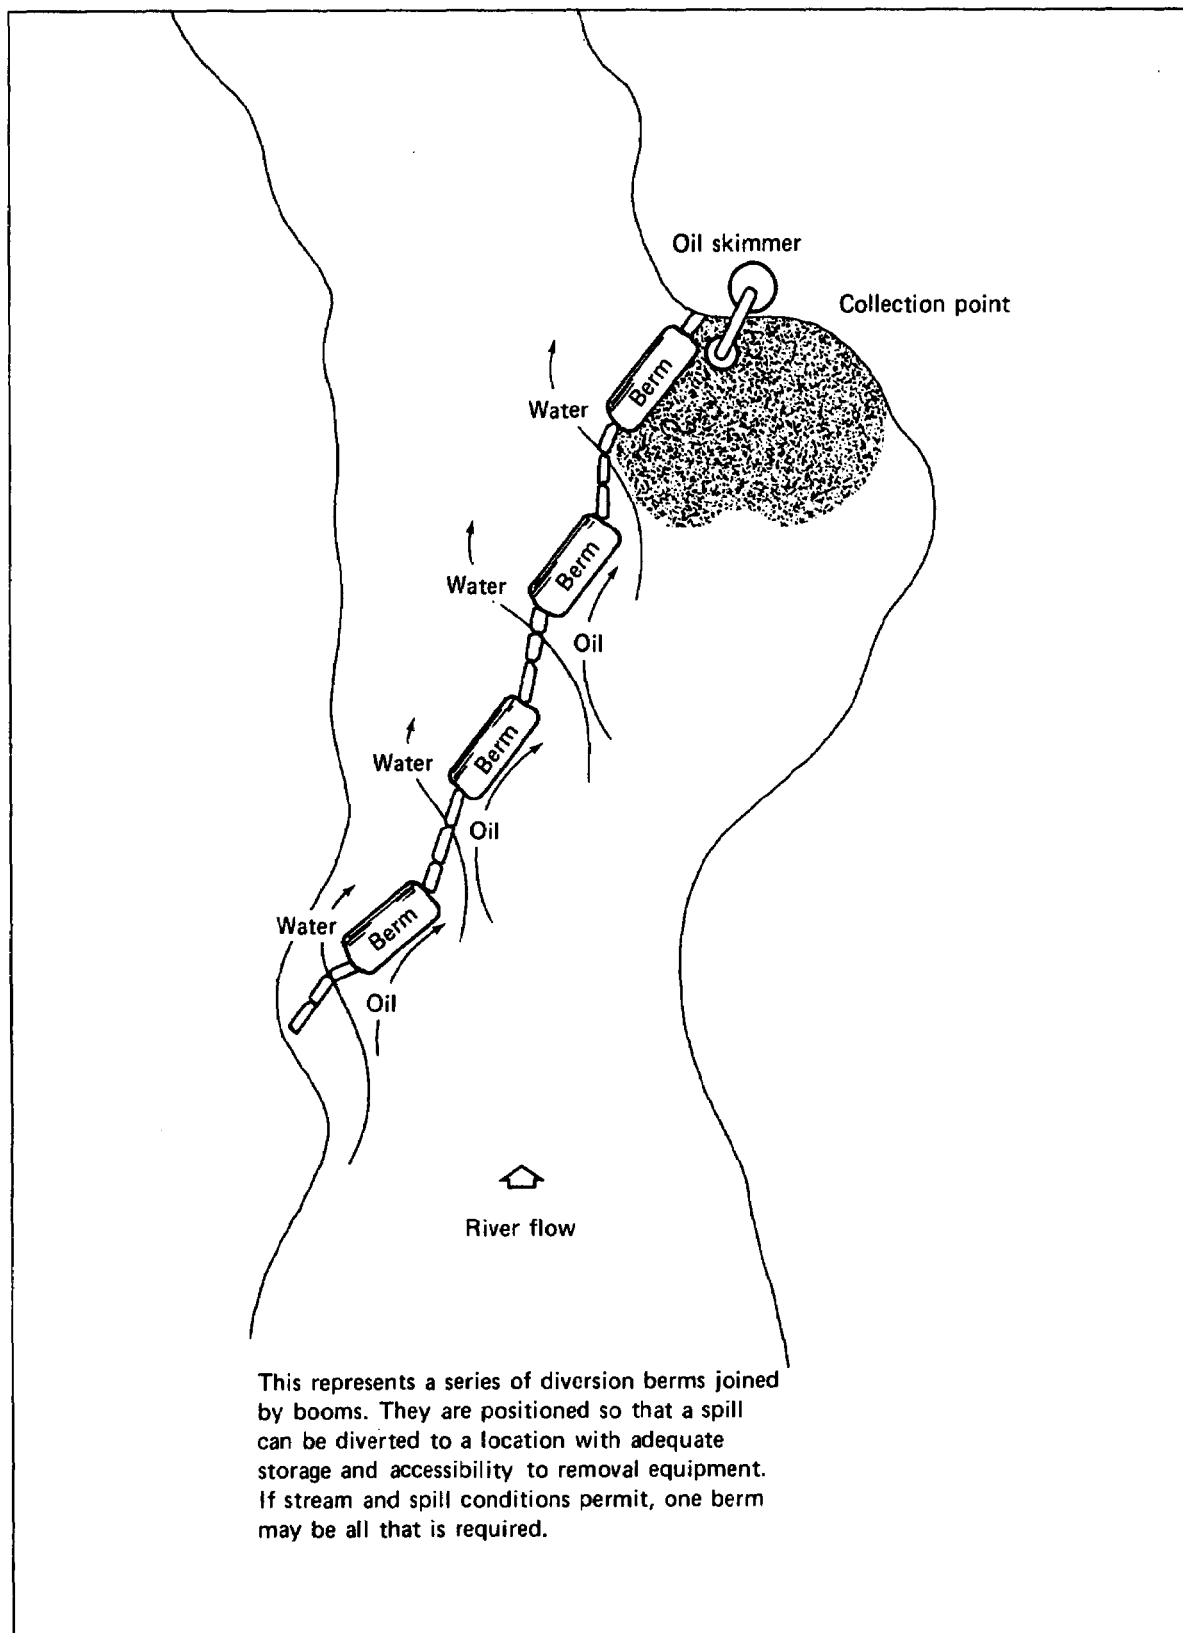 Oil skimmer
Collection point
Berm
Water
Berm
Water
Oil
Berm
Water
Oil
Berm
Water
Oil
River flow
This represents a series of diversion berms joined
by booms. They are positioned so that a spill
can be diverted to a location with adequate
storage and accessibility to removal equipment.
If stream and spill conditions permit, one berm
may be all that is required.